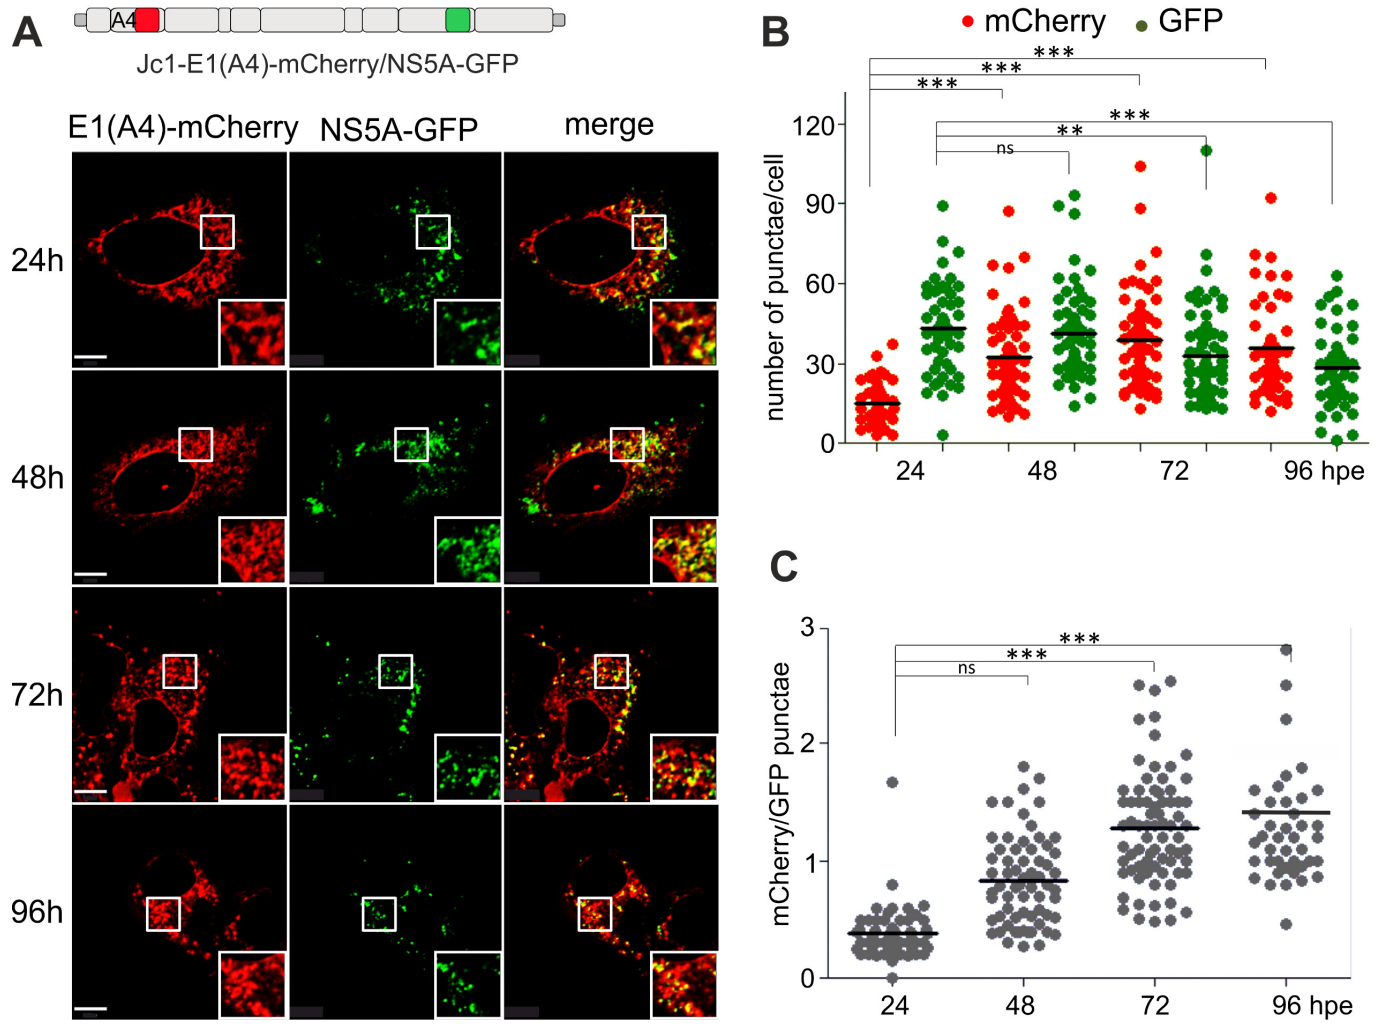 A
A4
Jc1-E1(A4)-mCherry/NS5A-GFP
E1(A4)-mCherry NS5A-GFP merge
24h
48h
72h
96h
B
mCherry GFP
***
***
***
***
**
ns
number of punctae/cell
120
90
60
30
0
24 48 72 96 hpe
C
***
***
ns
mCherry/GFP punctae
3
2
1
0
24 48 72 96 hpe